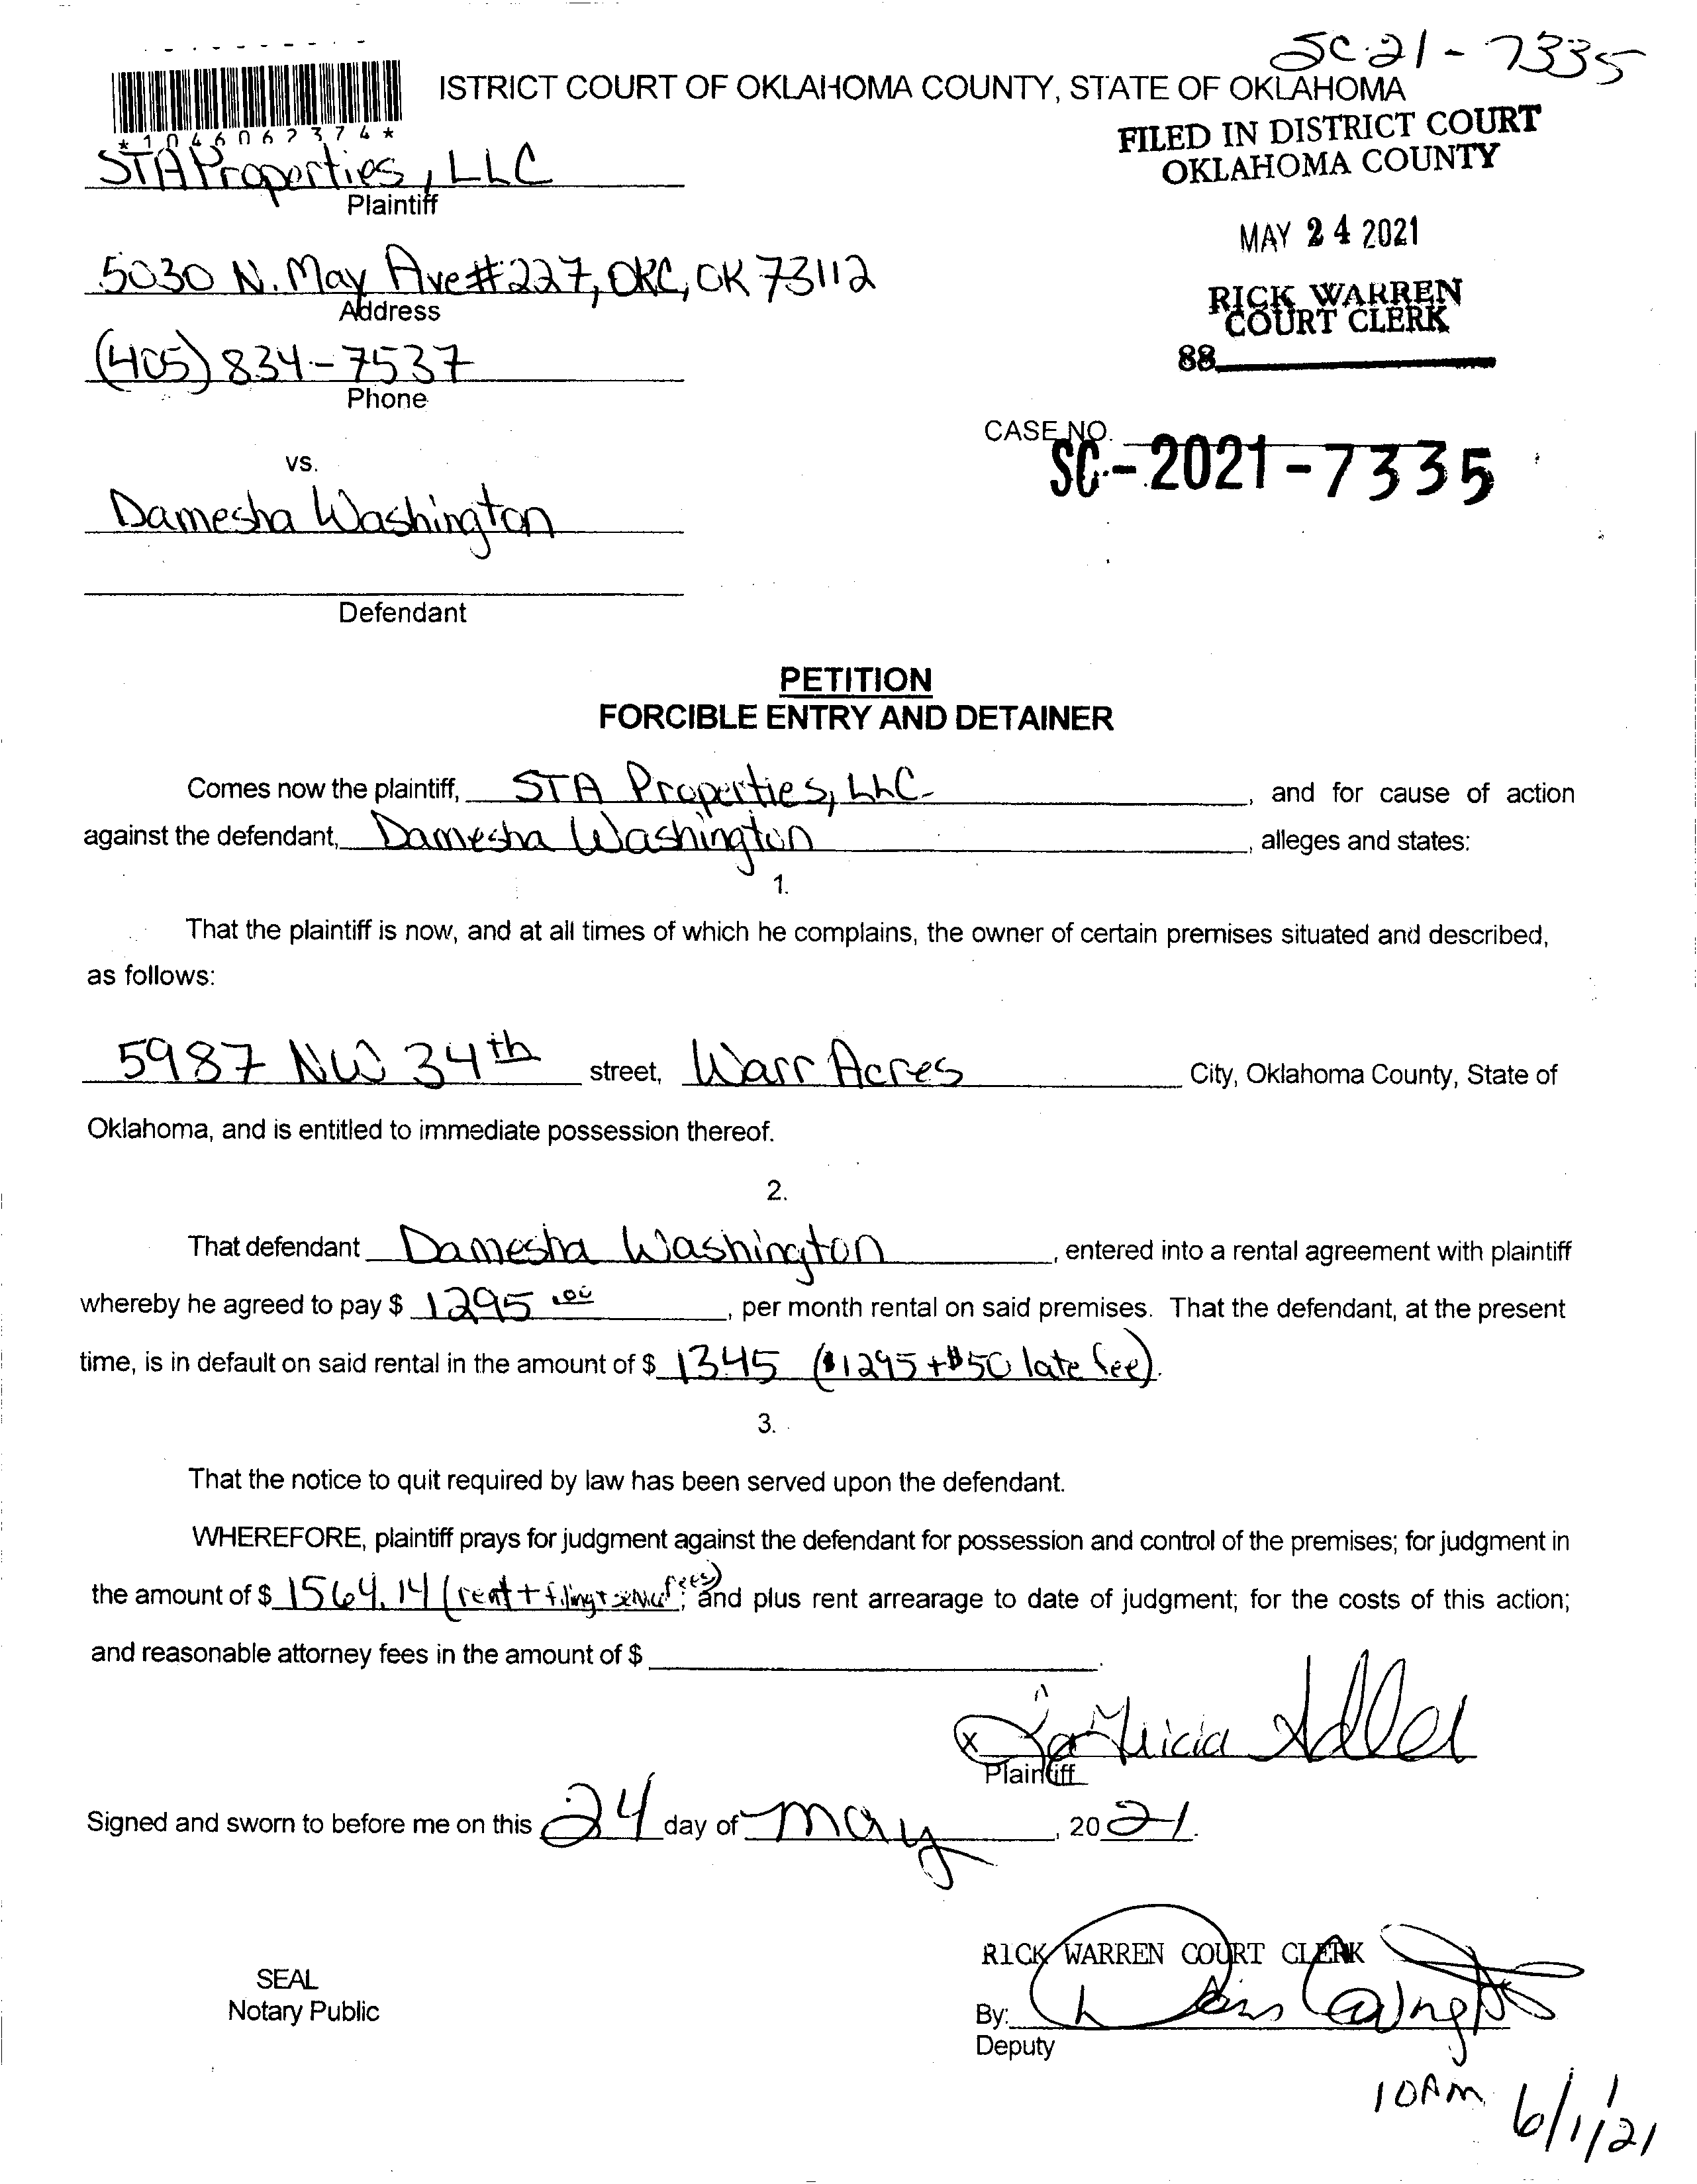 SC-21-7335
ISTRICT COURT OF OKLAHOMA COUNTY, STATE OF OKLAHOMA
*1046062374*
FILED IN DISTRICT COURT
OKLAHOMA COUNTY
STA Properties, LLC
Plaintiff
MAY 24 2021
5030 N. May Ave #227, OKC, OK 73112
Address
RICK WARREN
COURT CLERK
(405) 834-7537
88
Phone
CASE NO.
SC-2021-7335
vs.
Damesha Washington
Defendant
PETITION
FORCIBLE ENTRY AND DETAINER
Comes now the plaintiff, STA Properties, LLC , and for cause of action
against the defendant, Damesha Washington , alleges and states:
1.
That the plaintiff is now, and at all times of which he complains, the owner of certain premises situated and described,
as follows:
5987 NW 34th street, Warr Acres City, Oklahoma County, State of
Oklahoma, and is entitled to immediate possession thereof.
2.
That defendant Damesha Washington , entered into a rental agreement with plaintiff
whereby he agreed to pay $ 1295.00 , per month rental on said premises. That the defendant, at the present
time, is in default on said rental in the amount of $ 1345 ($1295+$50 late fee).
3.
That the notice to quit required by law has been served upon the defendant.
WHEREFORE, plaintiff prays for judgment against the defendant for possession and control of the premises; for judgment in
the amount of $ 1564.14 (rent + filing + service fees); and plus rent arrearage to date of judgment; for the costs of this action;
and reasonable attorney fees in the amount of $ .
X
Plaintiff
Signed and sworn to before me on this 24 day of May , 2021.
RICK WARREN COURT CLERK
SEAL
Notary Public
By:
Deputy
10AM 6/1/21